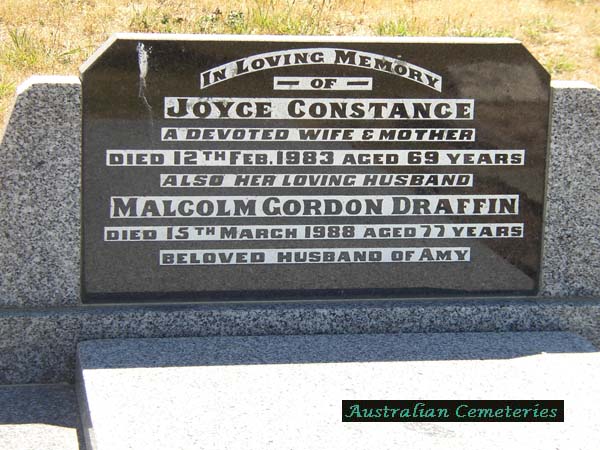 In Loving Memory
— OF —
Joyce Constance
A DEVOTED WIFE & MOTHER
DIED 12TH FEB. 1983 AGED 69 YEARS
ALSO HER LOVING HUSBAND
Malcolm Gordon Draffin
DIED 15TH MARCH 1988 AGED 77 YEARS
BELOVED HUSBAND OF AMY
Australian Cemeteries